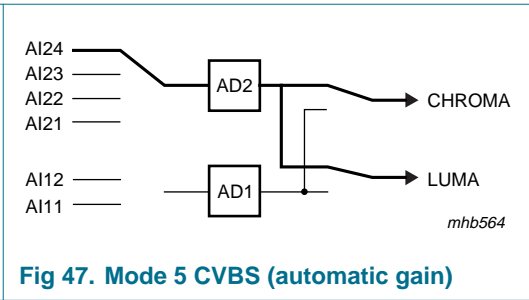 AI24
AI23
AI22
AI21
AD2
CHROMA
AI12
AI11
AD1
LUMA
mhb564
Fig 47. Mode 5 CVBS (automatic gain)